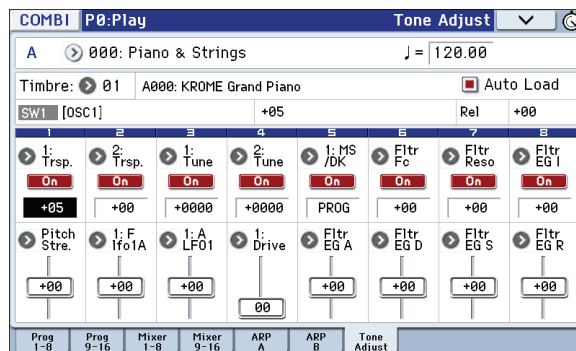 COMBI P0:Play Tone Adjust
A 000: Piano & Strings ♩= 120.00
Timbre: 01 A000: KROME Grand Piano Auto Load
SW1 [OSC1] +05 Rel +00
1 2 3 4 5 6 7 8
1: Trsp. 2: Trsp. 1: Tune 2: Tune 1: MS /DK Fltr Fc Fltr Reso Fltr EG I
On On On On On On On On
+05 +00 +0000 +0000 PROG +00 +00 +00
Pitch Stre. 1: F lfo1A 1: A LFO1 1: Drive Fltr EG A Fltr EG D Fltr EG S Fltr EG R
+00 +00 +00 00 +00 +00 +00 +00
Prog 1-8 Prog 9-16 Mixer 1-8 Mixer 9-16 ARP A ARP B Tone Adjust